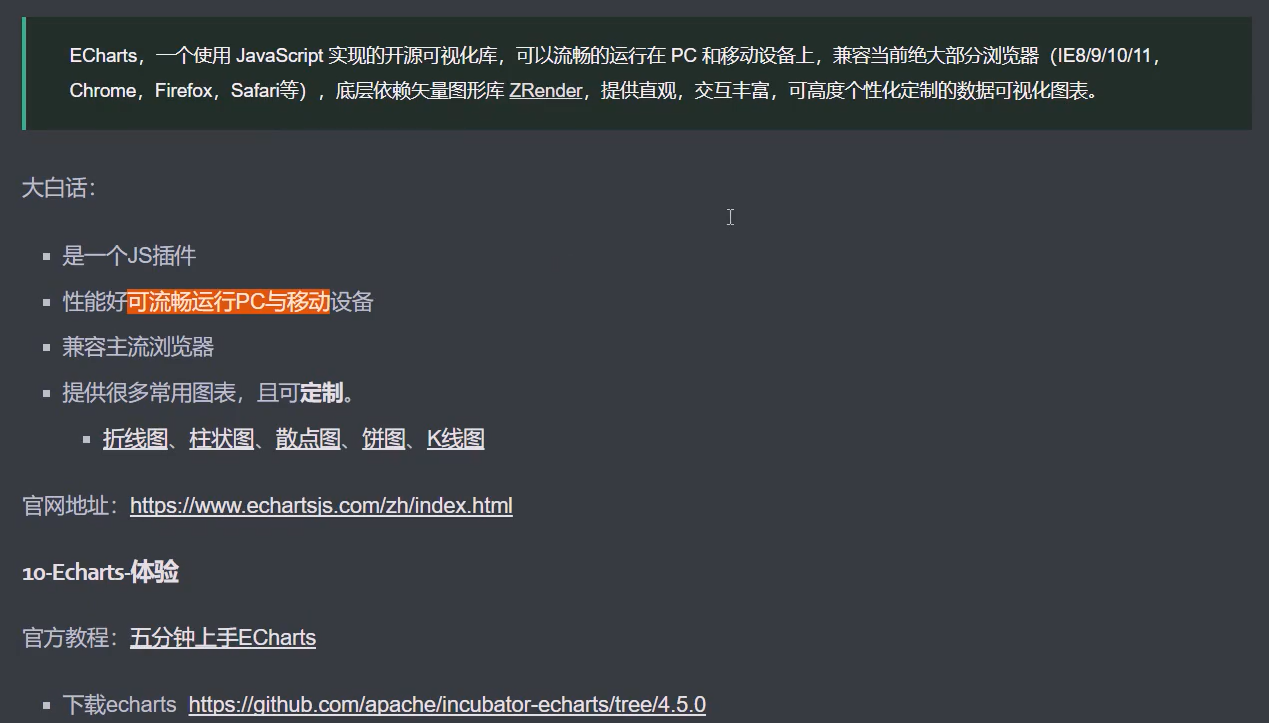 ECharts，一个使用 JavaScript 实现的开源可视化库，可以流畅的运行在 PC 和移动设备上，兼容当前绝大部分浏览器（IE8/9/10/11，
Chrome，Firefox，Safari等），底层依赖矢量图形库 ZRender，提供直观，交互丰富，可高度个性化定制的数据可视化图表。
大白话：
是一个JS插件
性能好可流畅运行PC与移动设备
兼容主流浏览器
提供很多常用图表，且可定制。
折线图、柱状图、散点图、饼图、K线图
官网地址：https://www.echartsjs.com/zh/index.html
10-Echarts-体验
官方教程：五分钟上手ECharts
下载echarts https://github.com/apache/incubator-echarts/tree/4.5.0